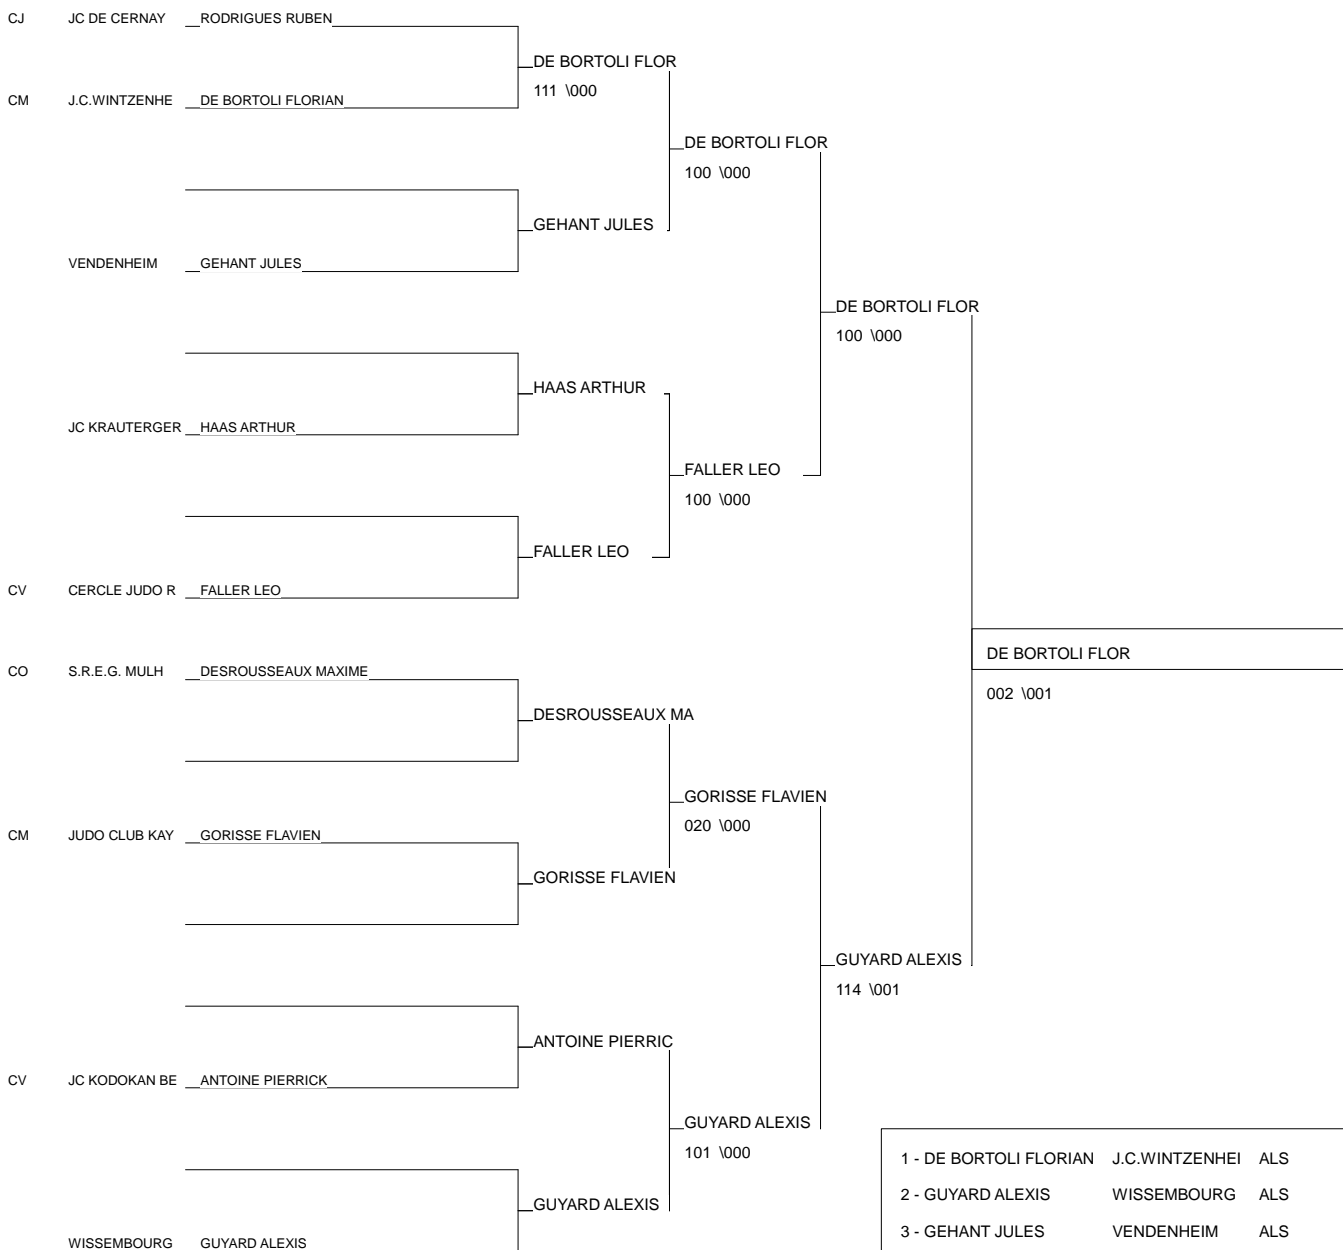 CJ JC DE CERNAY RODRIGUES RUBEN
DE BORTOLI FLOR
111 \000
CM J.C.WINTZENHE DE BORTOLI FLORIAN
DE BORTOLI FLOR
100 \000
GEHANT JULES
VENDENHEIM GEHANT JULES
DE BORTOLI FLOR
100 \000
HAAS ARTHUR
JC KRAUTERGER HAAS ARTHUR
FALLER LEO
100 \000
FALLER LEO
CV CERCLE JUDO R FALLER LEO
DE BORTOLI FLOR
002 \001
CO S.R.E.G. MULH DESROUSSEAUX MAXIME
DESROUSSEAUX MA
GORISSE FLAVIEN
020 \000
CM JUDO CLUB KAY GORISSE FLAVIEN
GORISSE FLAVIEN
GUYARD ALEXIS
114 \001
ANTOINE PIERRIC
CV JC KODOKAN BE ANTOINE PIERRICK
GUYARD ALEXIS
101 \000
GUYARD ALEXIS
WISSEMBOURG GUYARD ALEXIS
1 - DE BORTOLI FLORIAN J.C.WINTZENHEI ALS
2 - GUYARD ALEXIS WISSEMBOURG ALS
3 - GEHANT JULES VENDENHEIM ALS